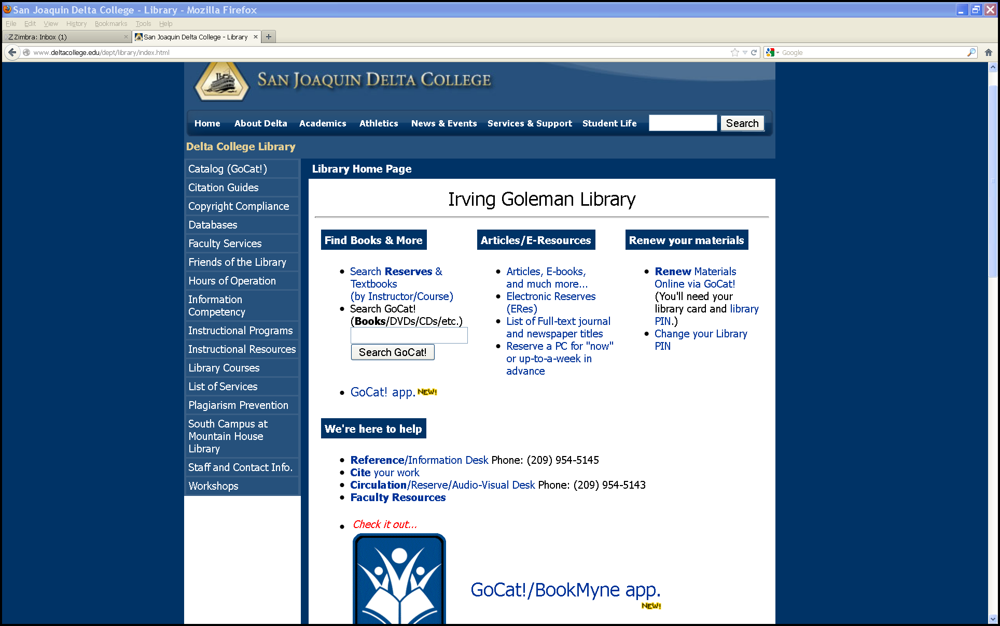 San Joaquin Delta College - Library - Mozilla Firefox
File Edit View History Bookmarks Tools Help
Zimbra: Inbox (1)
San Joaquin Delta College - Library
www.deltacollege.edu/dept/library/index.html
Google
SAN JOAQUIN DELTA COLLEGE
Home About Delta Academics Athletics News & Events Services & Support Student Life Search
Delta College Library
Catalog (GoCat!)
Citation Guides
Copyright Compliance
Databases
Faculty Services
Friends of the Library
Hours of Operation
Information
Competency
Instructional Programs
Instructional Resources
Library Courses
List of Services
Plagiarism Prevention
South Campus at
Mountain House
Library
Staff and Contact Info.
Workshops
Library Home Page
Irving Goleman Library
Find Books & More
Search Reserves &
Textbooks
(by Instructor/Course)
Search GoCat!
(Books/DVDs/CDs/etc.)
Search GoCat!
GoCat! app. NEW!
Articles/E-Resources
Articles, E-books,
and much more...
Electronic Reserves
(ERes)
List of Full-text journal
and newspaper titles
Reserve a PC for "now"
or up-to-a-week in
advance
Renew your materials
Renew Materials
Online via GoCat!
(You'll need your
library card and library
PIN.)
Change your Library
PIN
We're here to help
Reference/Information Desk Phone: (209) 954-5145
Cite your work
Circulation/Reserve/Audio-Visual Desk Phone: (209) 954-5143
Faculty Resources
Check it out...
GoCat!/BookMyne app.
NEW!